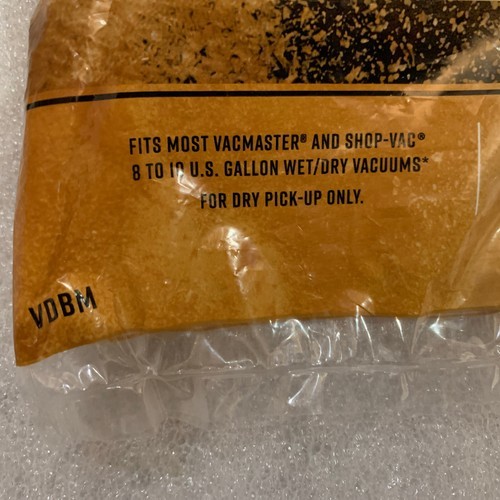 FITS MOST VACMASTER® AND SHOP-VAC®
8 TO 10 U.S. GALLON WET/DRY VACUUMS*
FOR DRY PICK-UP ONLY.
VDBM